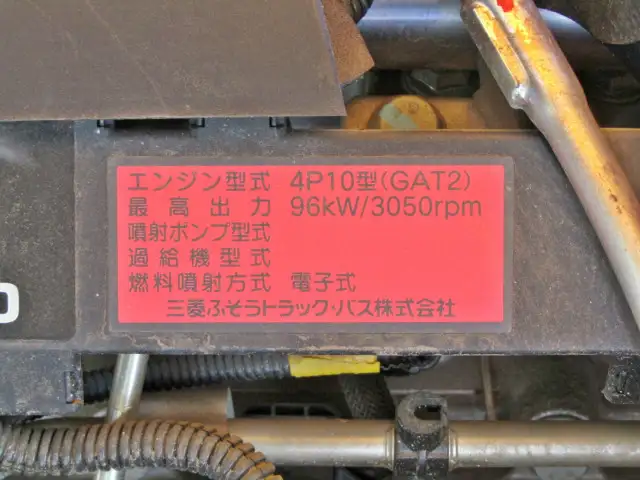 エンジン型式 4P10型(GAT2)
最高出力 96kW/3050rpm
噴射ポンプ型式
過給機型式
燃料噴射方式 電子式
三菱ふそうトラック・バス株式会社